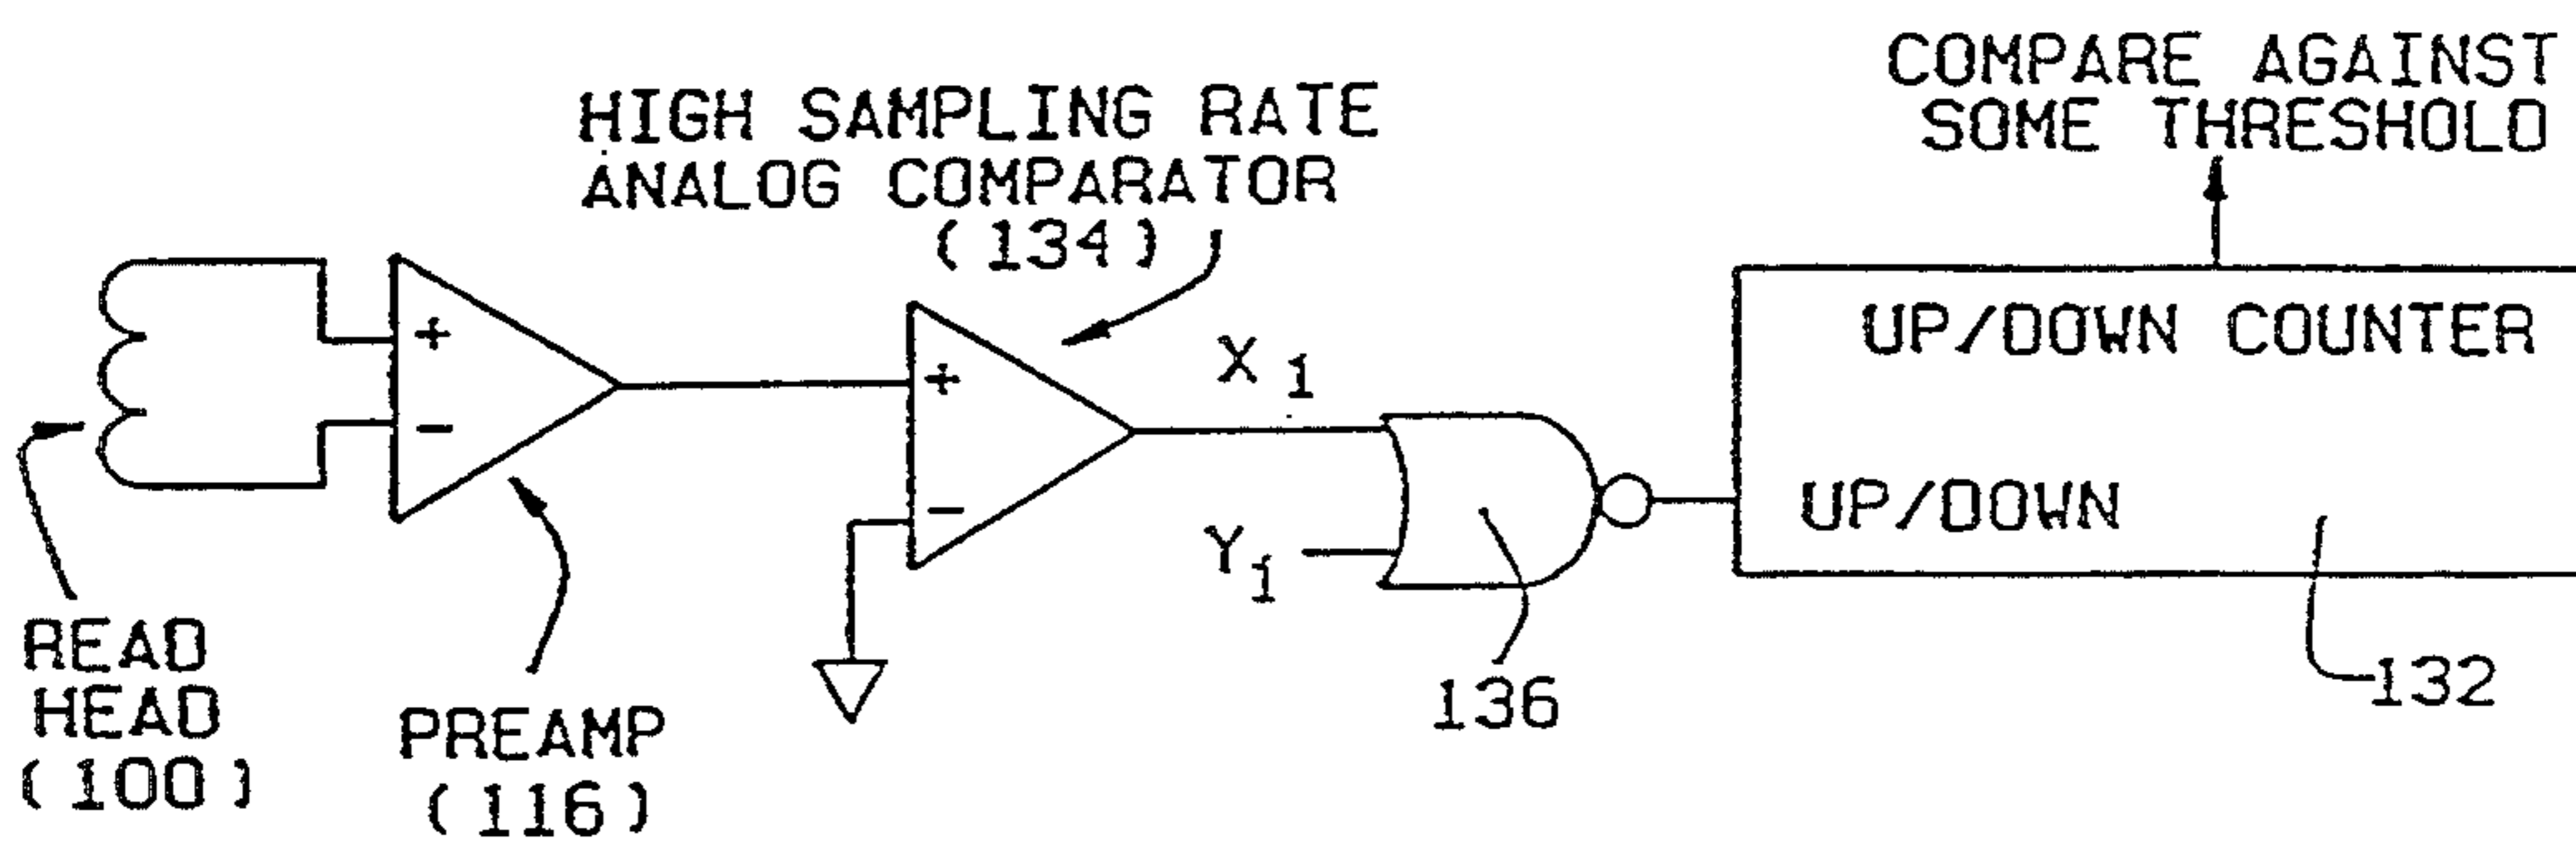 COMPARE AGAINST
SOME THRESHOLD
HIGH SAMPLING RATE
ANALOG COMPARATOR
(134)
+
-
+
-
X1
Y1
UP/DOWN COUNTER
UP/DOWN
READ
HEAD
(100)
PREAMP
(116)
136
132